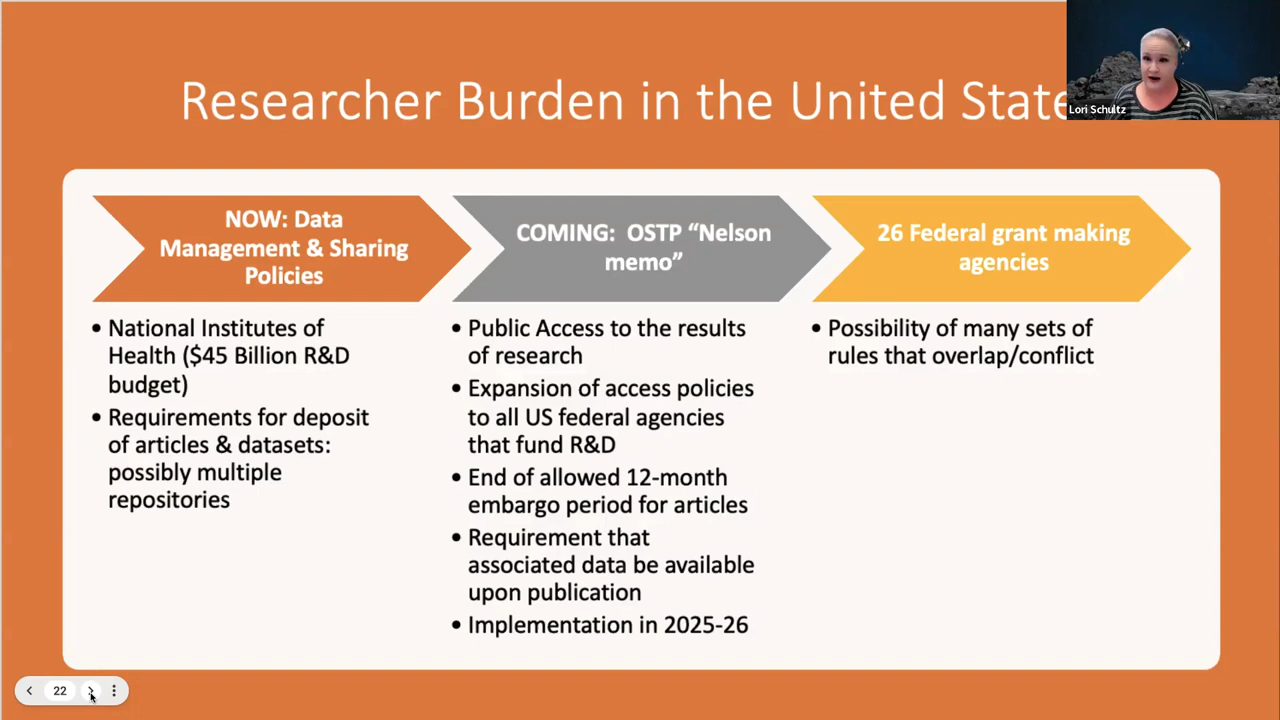 Researcher Burden in the United State
Lori Schultz
NOW: Data
Management & Sharing
Policies
• National Institutes of
Health ($45 Billion R&D
budget)
• Requirements for deposit
of articles & datasets:
possibly multiple
repositories
COMING: OSTP “Nelson
memo”
• Public Access to the results
of research
• Expansion of access policies
to all US federal agencies
that fund R&D
• End of allowed 12-month
embargo period for articles
• Requirement that
associated data be available
upon publication
• Implementation in 2025-26
26 Federal grant making
agencies
• Possibility of many sets of
rules that overlap/conflict
22